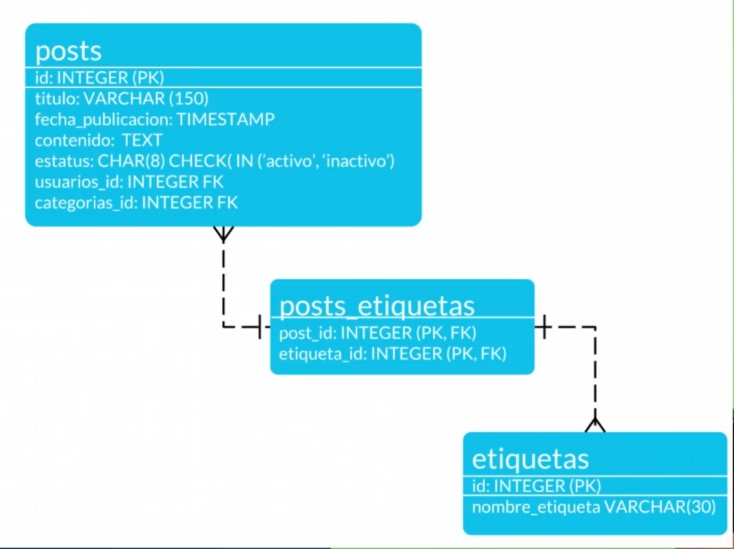 posts
id: INTEGER (PK)
titulo: VARCHAR (150)
fecha_publicacion: TIMESTAMP
contenido: TEXT
estatus: CHAR(8) CHECK( IN ('activo', 'inactivo')
usuarios_id: INTEGER FK
categorias_id: INTEGER FK
posts_etiquetas
post_id: INTEGER (PK, FK)
etiqueta_id: INTEGER (PK, FK)
etiquetas
id: INTEGER (PK)
nombre_etiqueta VARCHAR(30)